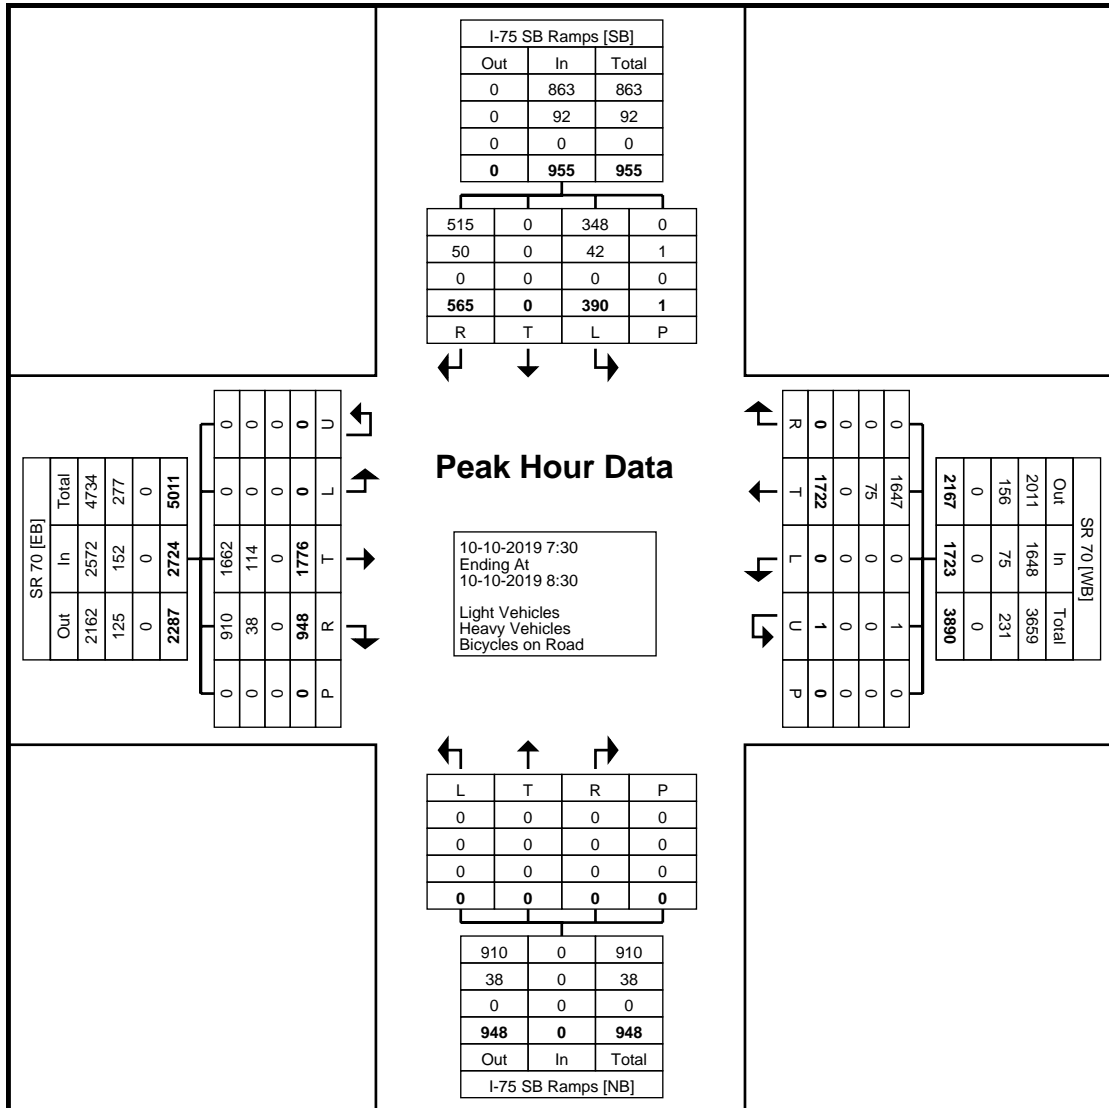 I-75 SB Ramps [SB]
Out In Total
0 863 863
0 92 92
0 0 0
0 955 955
515 0 348 0
50 0 42 1
0 0 0 0
565 0 390 1
R T L P
SR 70 [EB]
Total In Out
4734 2572 2162
277 152 125
0 0 0
5011 2724 2287
0 0 1662 910 0
0 0 114 38 0
0 0 0 0 0
0 0 1776 948 0
U L T R P
Peak Hour Data
10-10-2019 7:30
Ending At
10-10-2019 8:30
Light Vehicles
Heavy Vehicles
Bicycles on Road
SR 70 [WB]
Out In Total
2011 1648 3659
156 75 231
0 0 0
2167 1723 3890
0 1647 0 1 0
0 75 0 0 0
0 0 0 0 0
0 1722 0 1 0
R T L U P
L T R P
0 0 0 0
0 0 0 0
0 0 0 0
0 0 0 0
910 0 910
38 0 38
0 0 0
948 0 948
Out In Total
I-75 SB Ramps [NB]